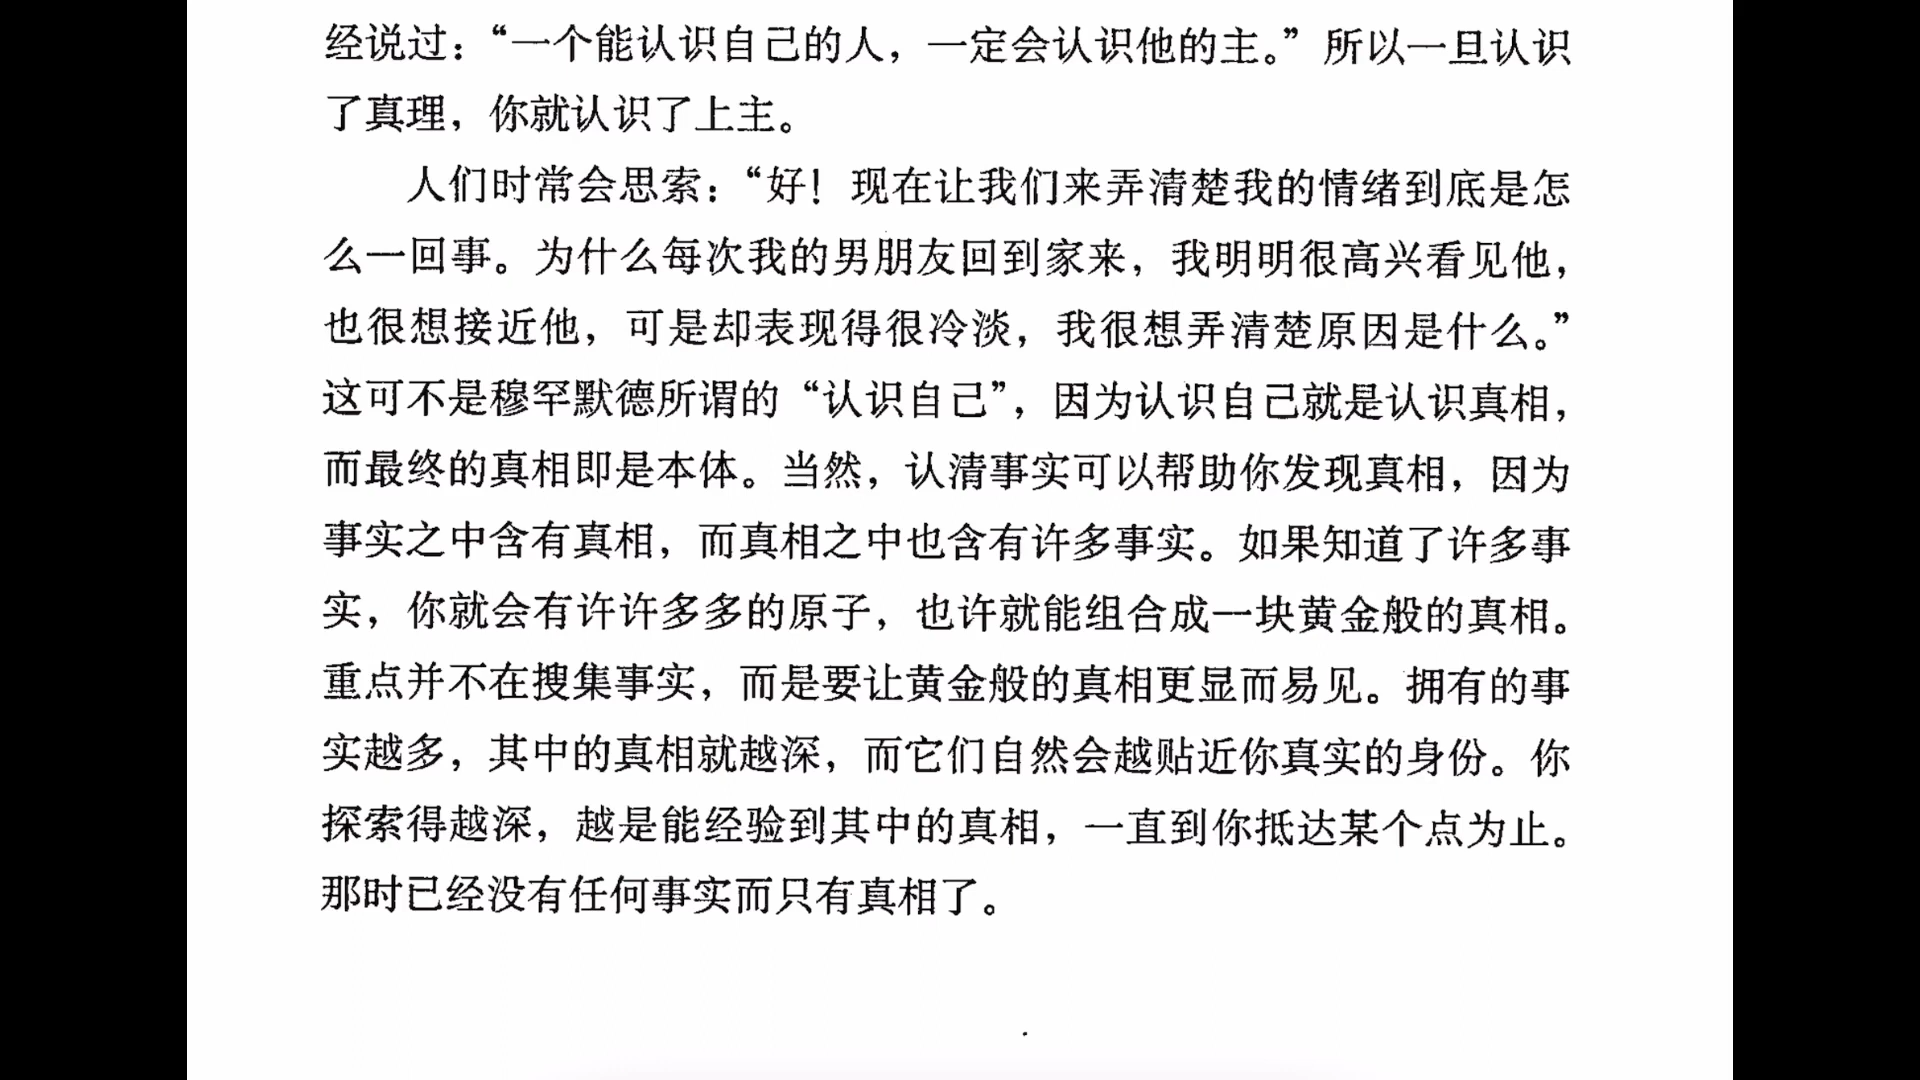 经说过：“一个能认识自己的人，一定会认识他的主。”所以一旦认识
了真理，你就认识了上主。
人们时常会思索：“好！现在让我们来弄清楚我的情绪到底是怎
么一回事。为什么每次我的男朋友回到家来，我明明很高兴看见他，
也很想接近他，可是却表现得很冷淡，我很想弄清楚原因是什么。”
这可不是穆罕默德所谓的“认识自己”，因为认识自己就是认识真相，
而最终的真相即是本体。当然，认清事实可以帮助你发现真相，因为
事实之中含有真相，而真相之中也含有许多事实。如果知道了许多事
实，你就会有许许多多的原子，也许就能组合成一块黄金般的真相。
重点并不在搜集事实，而是要让黄金般的真相更显而易见。拥有的事
实越多，其中的真相就越深，而它们自然会越贴近你真实的身份。你
探索得越深，越是能经验到其中的真相，一直到你抵达某个点为止。
那时已经没有任何事实而只有真相了。